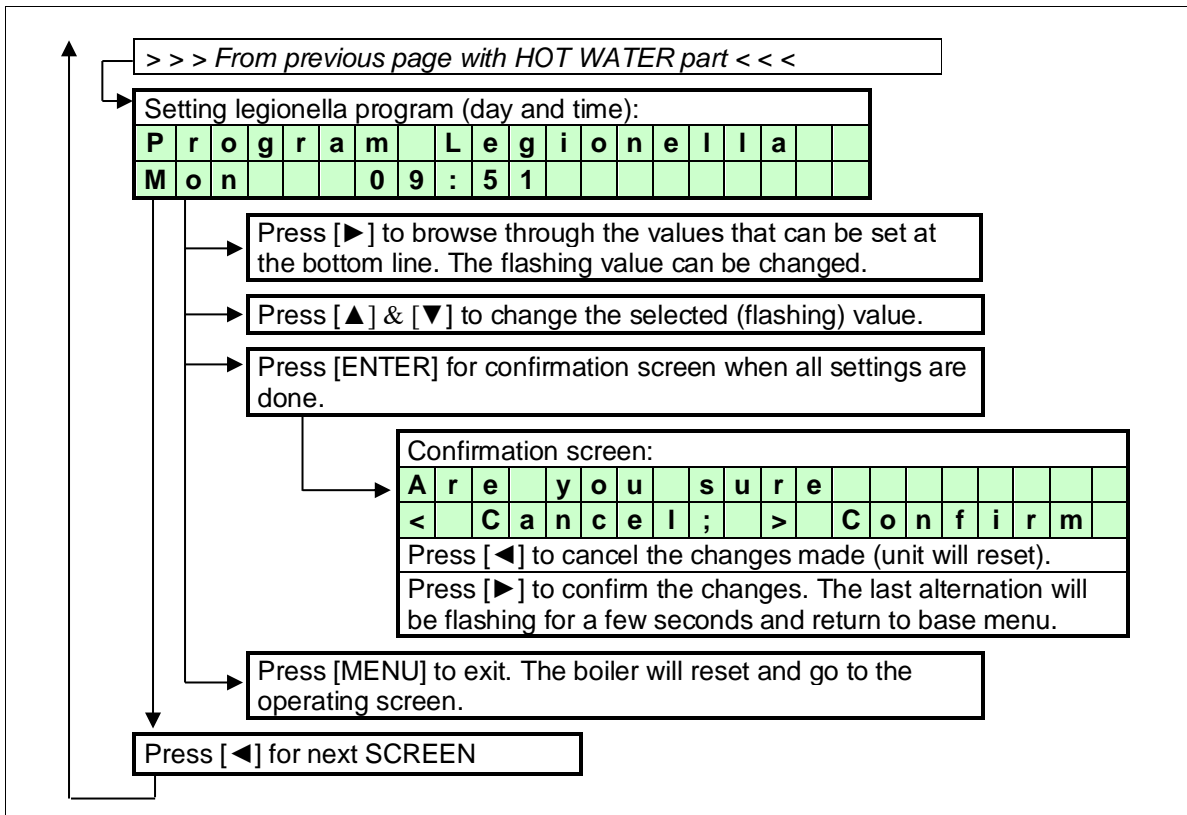 > > > From previous page with HOT WATER part < < <
Setting legionella program (day and time):
Program Legionella
Mon 09:51
Press [►] to browse through the values that can be set at
the bottom line. The flashing value can be changed.
Press [▲] & [▼] to change the selected (flashing) value.
Press [ENTER] for confirmation screen when all settings are
done.
Confirmation screen:
Are you sure
< Cancel; > Confirm
Press [◄] to cancel the changes made (unit will reset).
Press [►] to confirm the changes. The last alternation will
be flashing for a few seconds and return to base menu.
Press [MENU] to exit. The boiler will reset and go to the
operating screen.
Press [◄] for next SCREEN